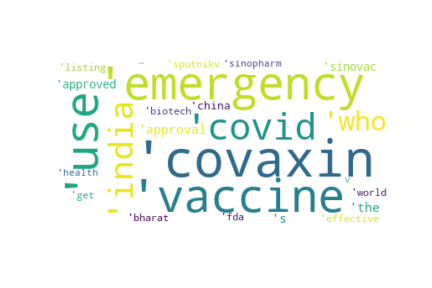 … 'sputnikv 'sinopharm
'listing 'sinovac
'approved 'emergency
'biotech 'china
'use 'india 'approval 'covid 'who
'covaxin
'health
'get 'vaccine 'world
'the
'bharat 'fda 's 'effective
v